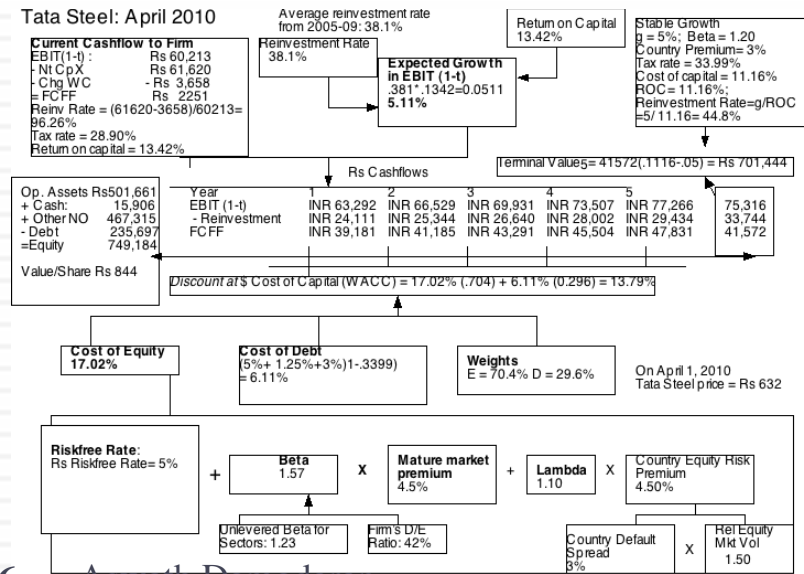 Tata Steel: April 2010
Average reinvestment rate
from 2005-09: 38.1%
Reinvestment Rate
38.1%
Return on Capital
13.42%
Stable Growth
g = 5%; Beta = 1.20
Country Premium= 3%
Tax rate = 33.99%
Cost of capital = 11.16%
ROC= 11.16%;
Reinvestment Rate=g/ROC
=5/ 11.16= 44.8%
Current Cashflow to Firm
EBIT(1-t) : Rs 60,213
- Nt CpX Rs 61,620
- Chg WC - Rs 3,658
= FCFF Rs 2251
Reinv Rate = (61620-3658)/60213=
96.26%
Tax rate = 28.90%
Return on capital = 13.42%
Expected Growth
in EBIT (1-t)
.381*.1342=0.0511
5.11%
Terminal Value5= 41572(.1116-.05) = Rs 701,444
Rs Cashflows
Op. Assets Rs501,661
+ Cash: 15,906
+ Other NO 467,315
- Debt 235,697
=Equity 749,184
Value/Share Rs 844
Year 1 2 3 4 5
EBIT (1-t) INR 63,292 INR 66,529 INR 69,931 INR 73,507 INR 77,266 75,316
- Reinvestment INR 24,111 INR 25,344 INR 26,640 INR 28,002 INR 29,434 33,744
FCFF INR 39,181 INR 41,185 INR 43,291 INR 45,504 INR 47,831 41,572
Discount at $ Cost of Capital (WACC) = 17.02% (.704) + 6.11% (0.296) = 13.79%
Cost of Equity
17.02%
Cost of Debt
(5%+ 1.25%+3%)1-.3399)
= 6.11%
Weights
E = 70.4% D = 29.6%
On April 1, 2010
Tata Steel price = Rs 632
Riskfree Rate:
Rs Riskfree Rate= 5%
+
Beta
1.57
X
Mature market
premium
4.5%
+
Lambda
1.10
X
Country Equity Risk
Premium
4.50%
Unlevered Beta for
Sectors: 1.23
Firm's D/E
Ratio: 42%
Country Default
Spread
3%
X
Rel Equity
Mkt Vol
1.50